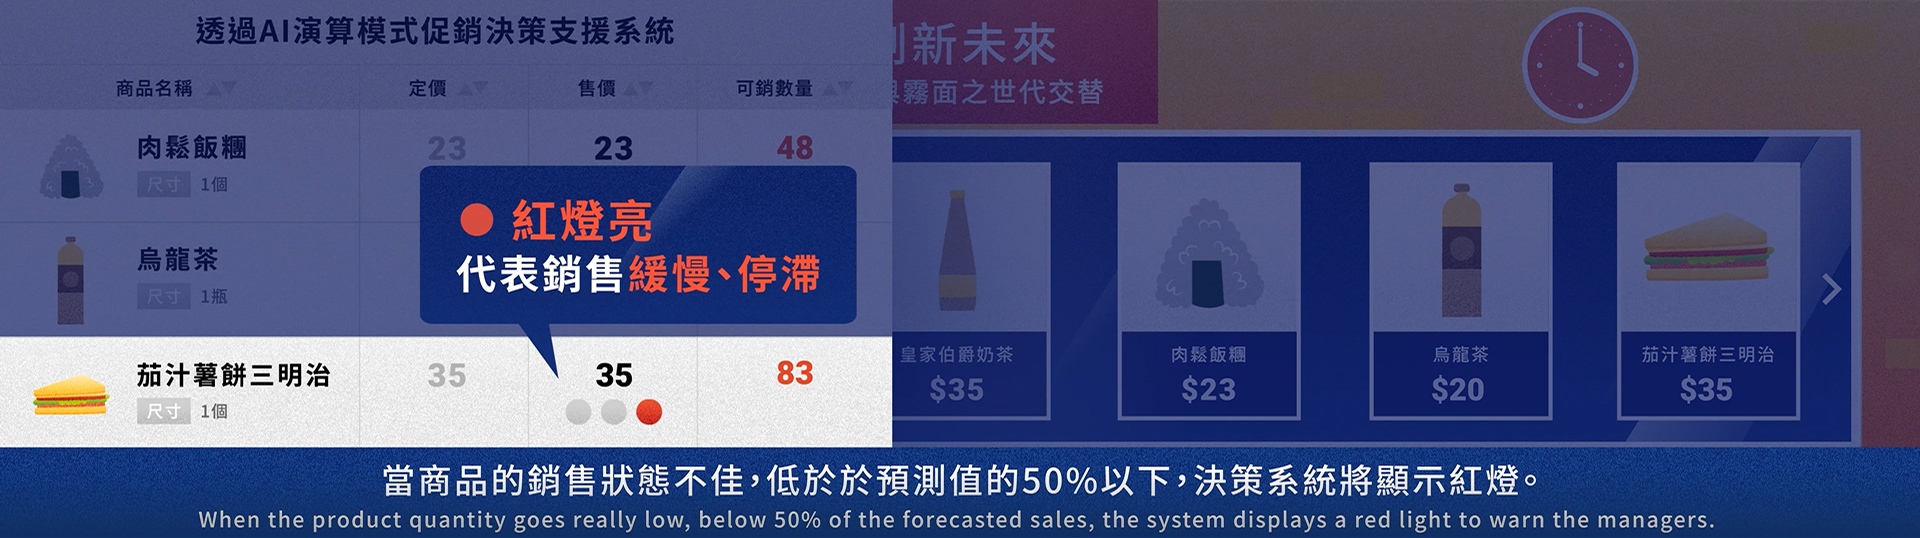 透過AI演算模式促銷決策支援系統
商品名稱 定價 售價 可銷數量
肉鬆飯糰 23 23 48
尺寸 1個
烏龍茶
尺寸 1瓶
紅燈亮
代表銷售緩慢、停滯
茄汁薯餅三明治 35 35 83
尺寸 1個
創新未來
與霧面之世代交替
皇家伯爵奶茶
$35
肉鬆飯糰
$23
烏龍茶
$20
茄汁薯餅三明治
$35
當商品的銷售狀態不佳，低於於預測值的50%以下，決策系統將顯示紅燈。
When the product quantity goes really low, below 50% of the forecasted sales, the system displays a red light to warn the managers.